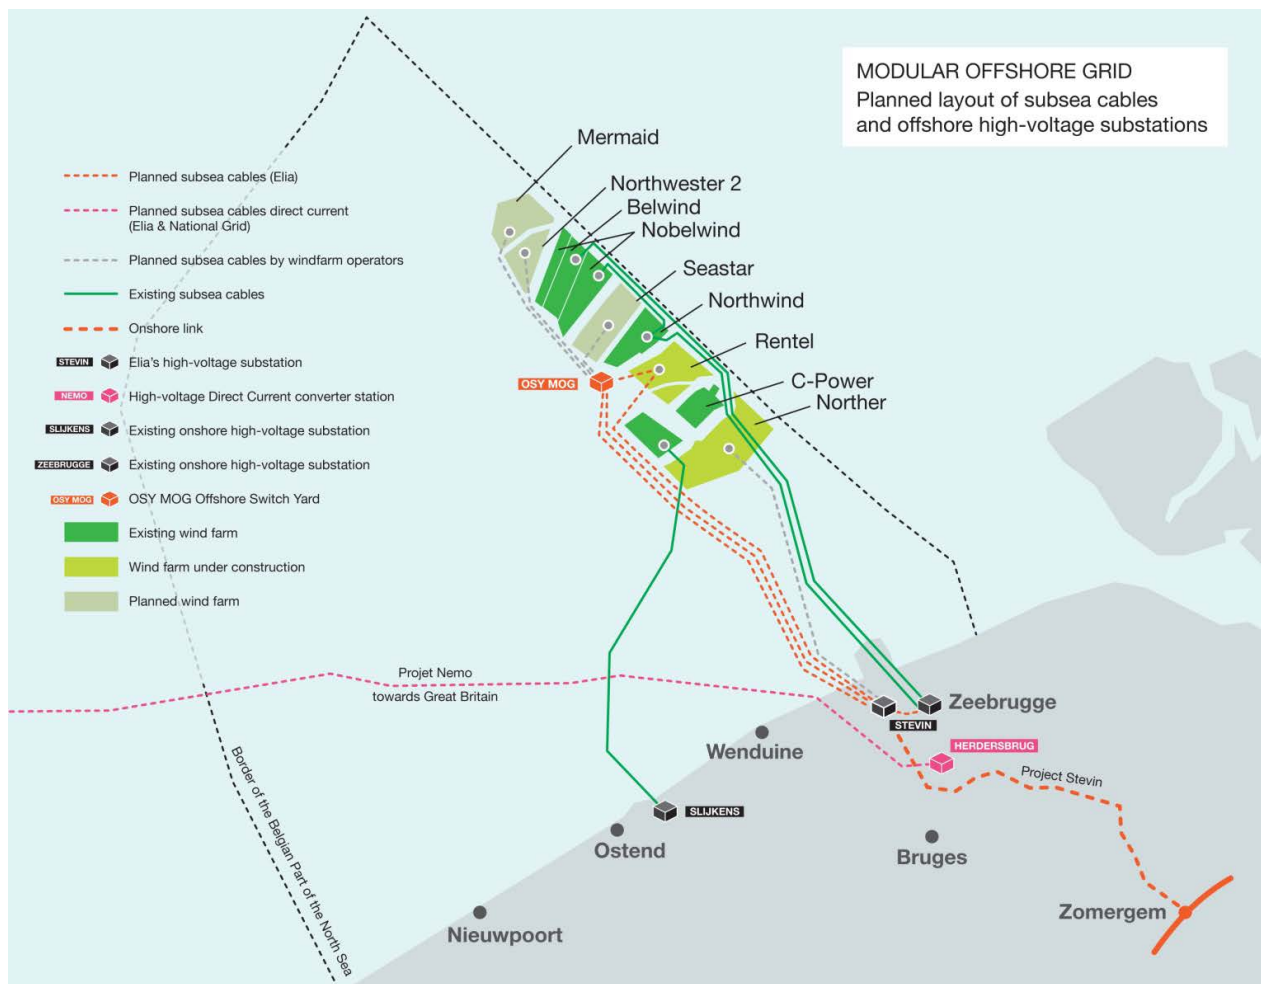 MODULAR OFFSHORE GRID
Planned layout of subsea cables
and offshore high-voltage substations
Mermaid
Northwester 2
Belwind
Nobelwind
Seastar
Northwind
Rentel
C-Power
Norther
Planned subsea cables (Elia)
Planned subsea cables direct current
(Elia & National Grid)
Planned subsea cables by windfarm operators
Existing subsea cables
Onshore link
STEVIN Elia's high-voltage substation
NEMO High-voltage Direct Current converter station
SLIJKENS Existing onshore high-voltage substation
ZEEBRUGGE Existing onshore high-voltage substation
OSY MOG OSY MOG Offshore Switch Yard
Existing wind farm
Wind farm under construction
Planned wind farm
OSY MOG
Projet Nemo
towards Great Britain
Border of the Belgian Part of the North Sea
Zeebrugge
STEVIN
HERDERSBRUG
Wenduine
Project Stevin
SLIJKENS
Ostend
Bruges
Zomergem
Nieuwpoort